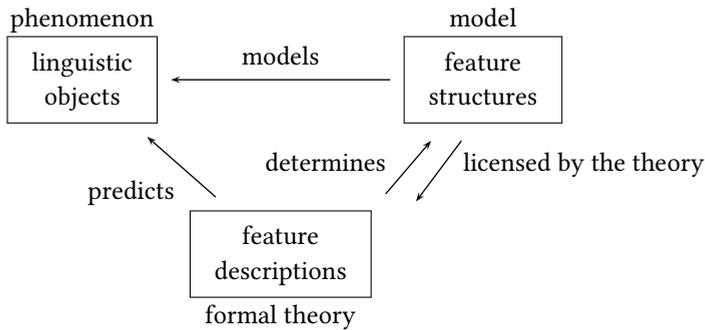 phenomenon
model
linguistic
objects
models
feature
structures
determines
licensed by the theory
predicts
feature
descriptions
formal theory